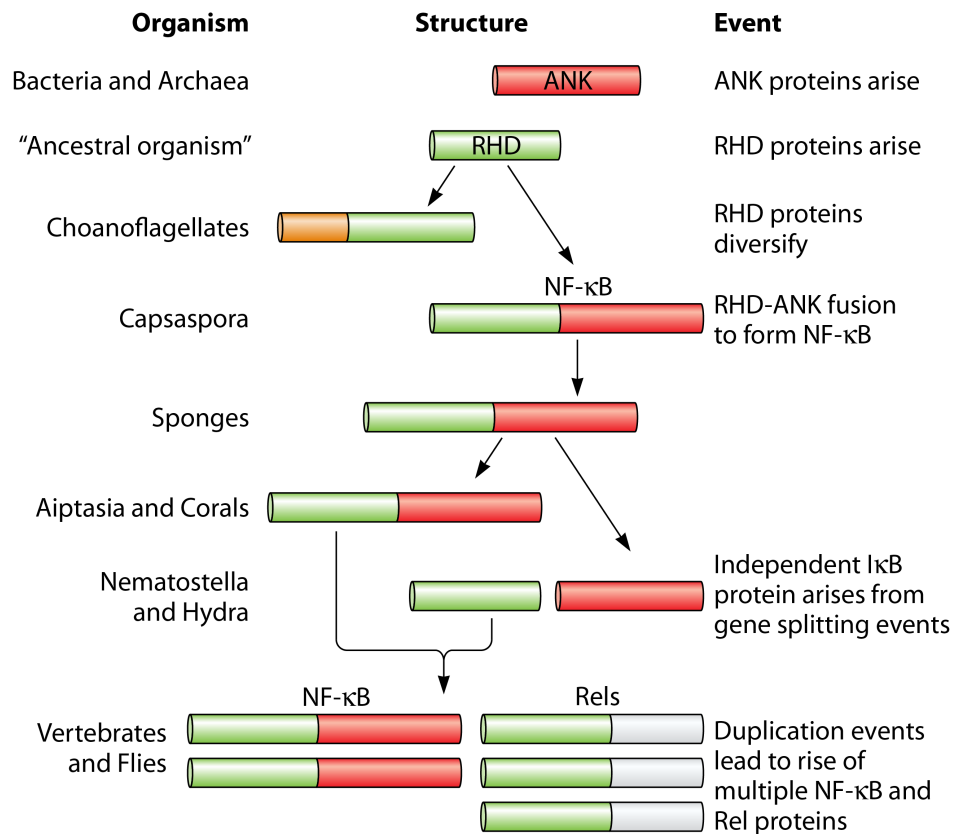 Organism Structure Event
Bacteria and Archaea ANK ANK proteins arise
“Ancestral organism” RHD RHD proteins arise
Choanoflagellates
RHD proteins
diversify
NF-κB
Capsaspora
RHD-ANK fusion
to form NF-κB
Sponges
Aiptasia and Corals
Nematostella
and Hydra
Independent IκB
protein arises from
gene splitting events
NF-κB Rels
Vertebrates
and Flies
Duplication events
lead to rise of
multiple NF-κB and
Rel proteins